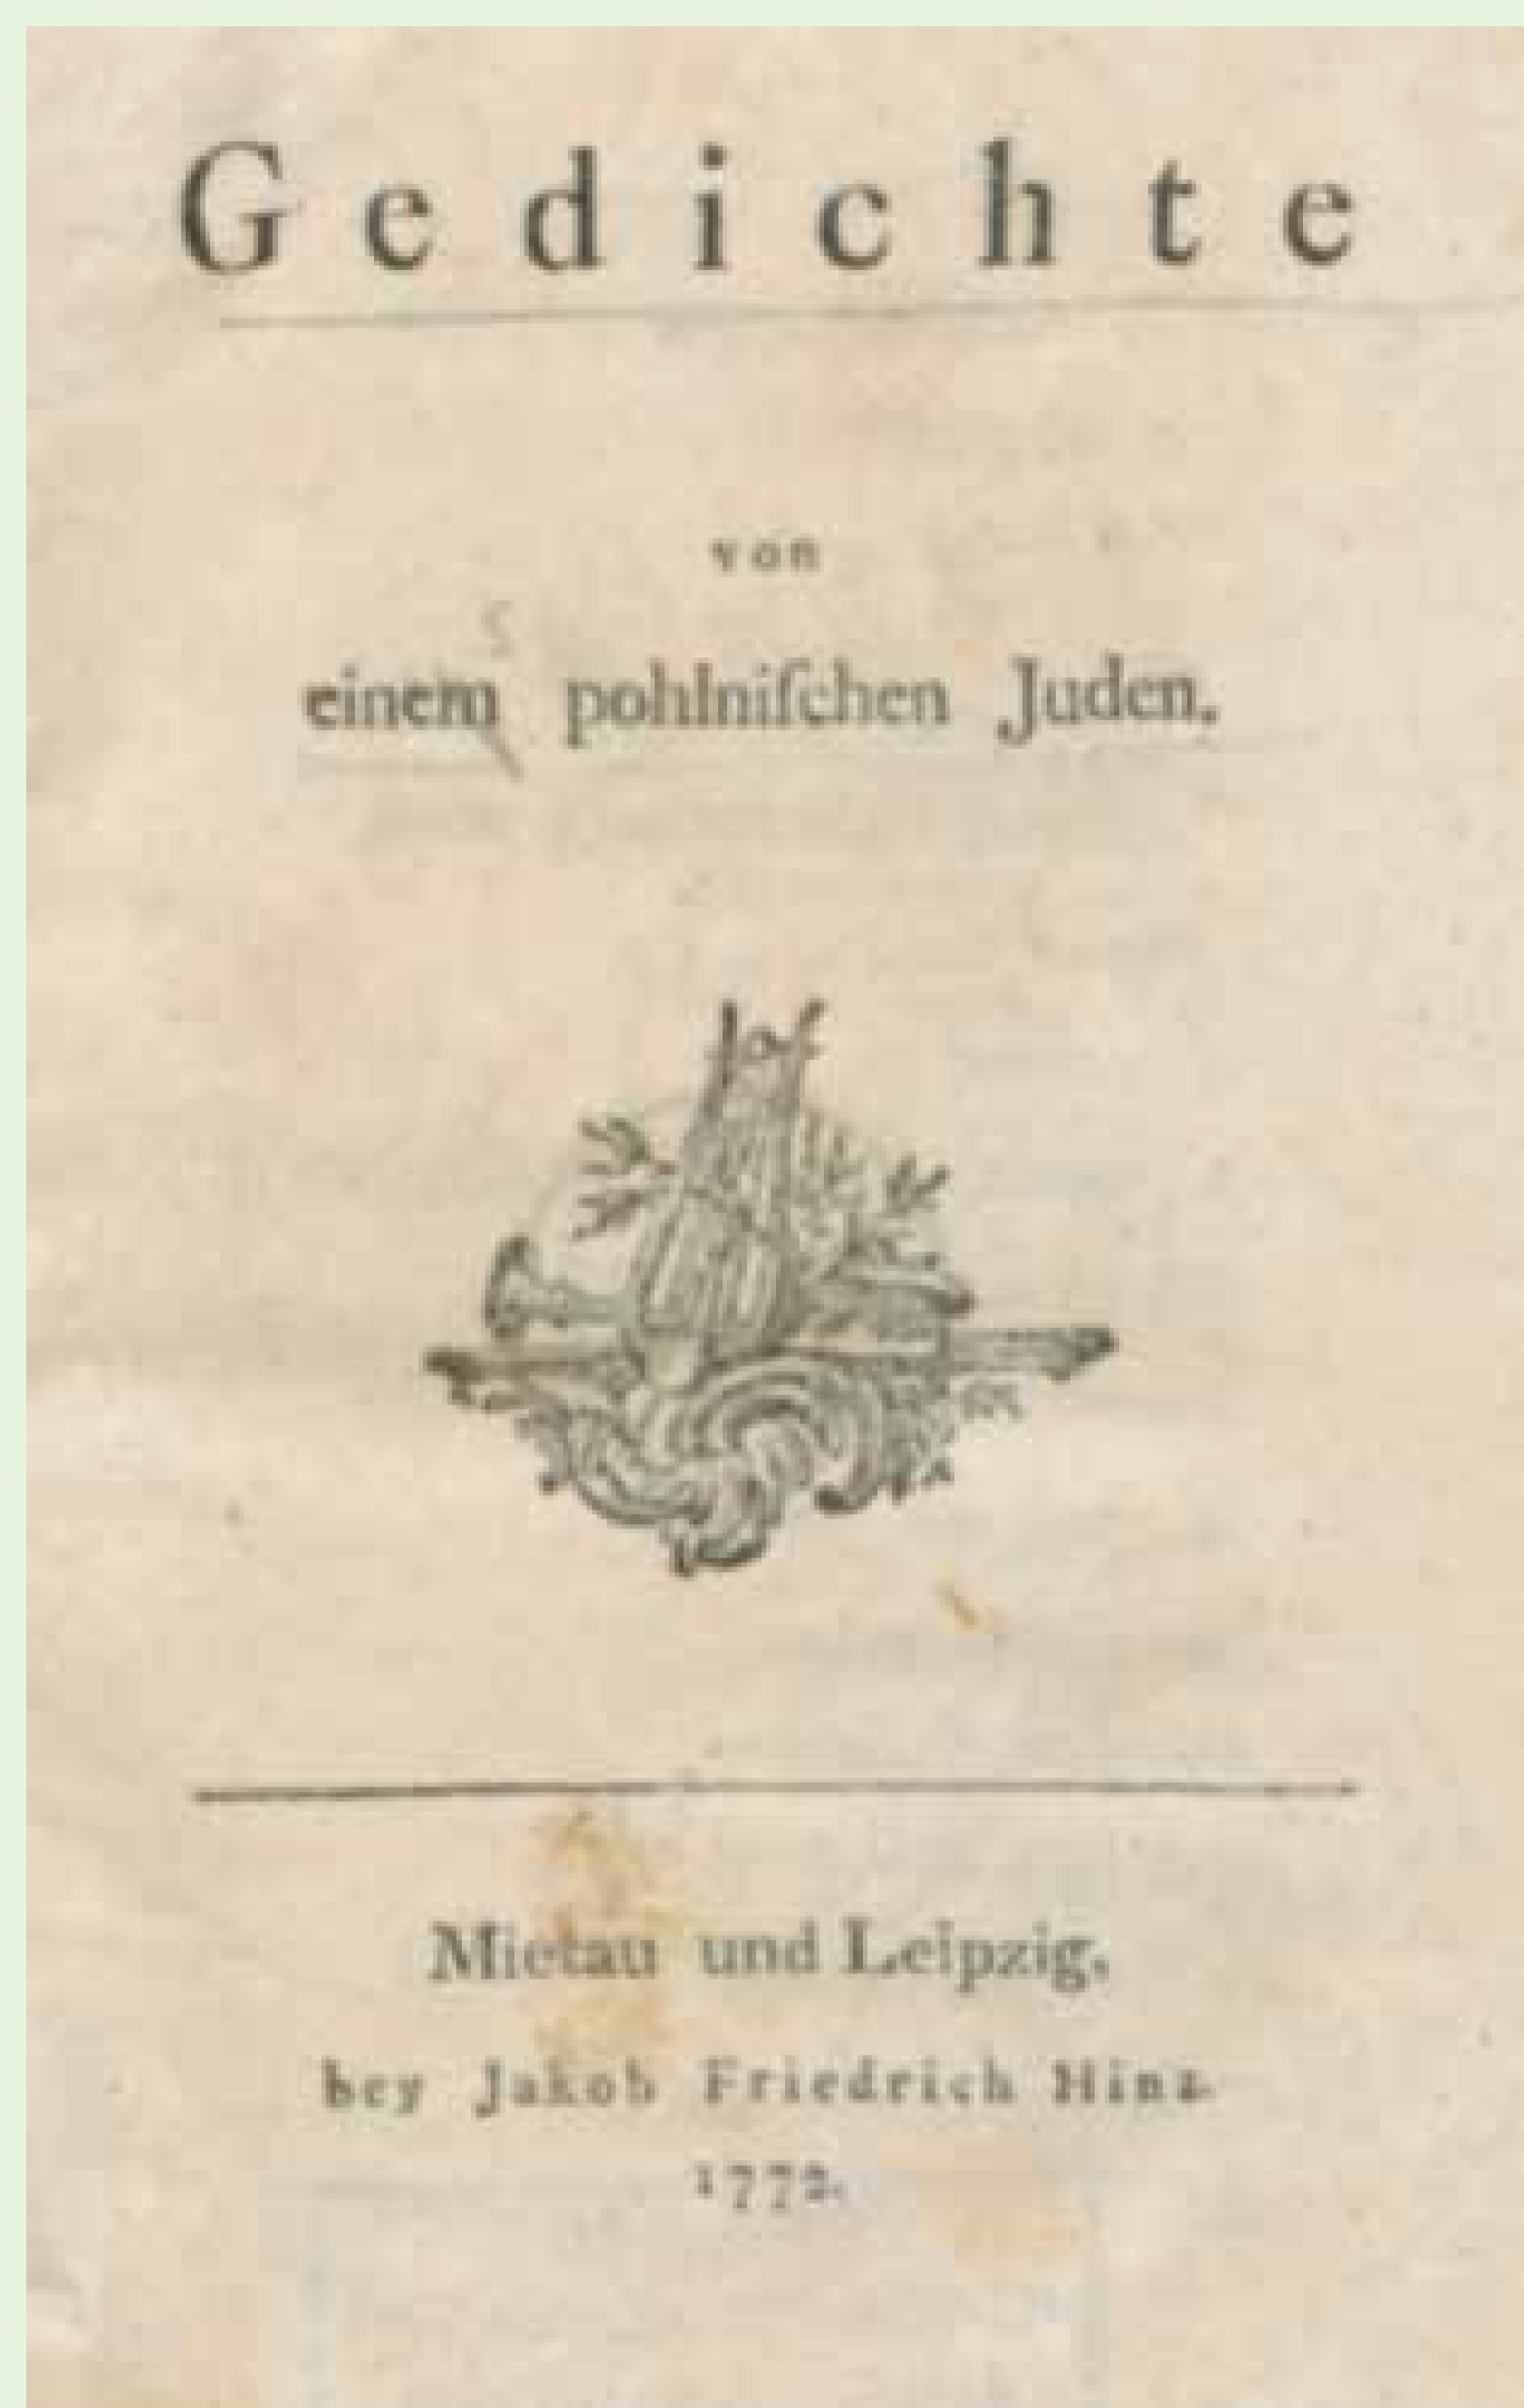 Gedichte
von
einem pohlniſchen Juden.
Mietau und Leipzig,
bey Jakob Friedrich Hinz
1772.